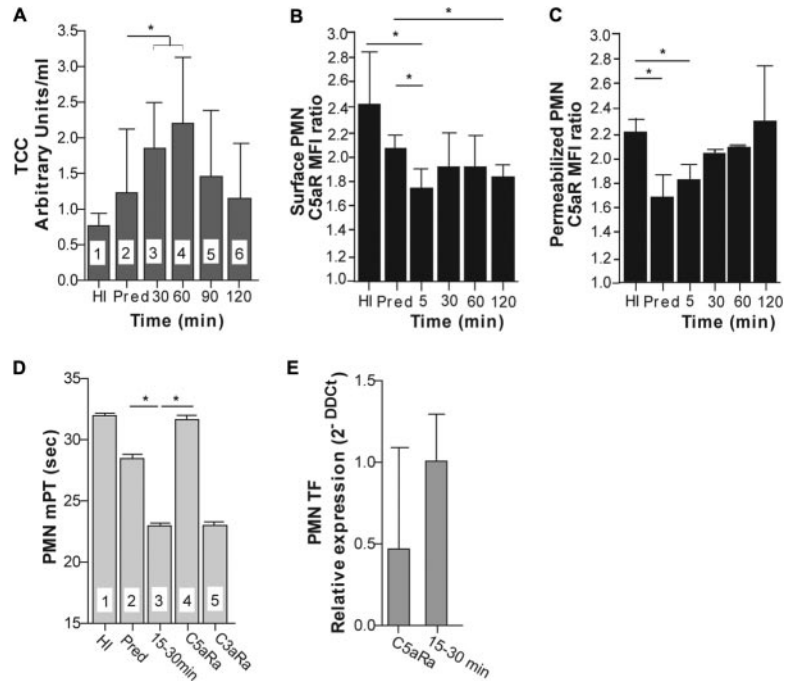 A
TCC
Arbitrary Units/ml
3.5
3.0
2.5
2.0
1.5
1.0
0.5
0.0
*
1 2 3 4 5 6
HI Pred 30 60 90 120
Time (min)
B
Surface PMN
C5aR MFI ratio
3.0
2.8
2.6
2.4
2.2
2.0
1.8
1.6
1.4
1.2
1.0
*
*
*
HI Pred 5 30 60 120
Time (min)
C
Permeabilized PMN
C5aR MFI ratio
3.0
2.8
2.6
2.4
2.2
2.0
1.8
1.6
1.4
1.2
1.0
*
*
HI Pred 5 30 60 120
Time (min)
D
PMN mPT (sec)
35
32
22
15
* *
1 2 3 4 5
HI Pred 15-30min C5aRa C3aRa
E
PMN TF
Relative expression (2⁻ DDCt)
1.5
1.0
0.5
0.0
C5aRa 15-30 min